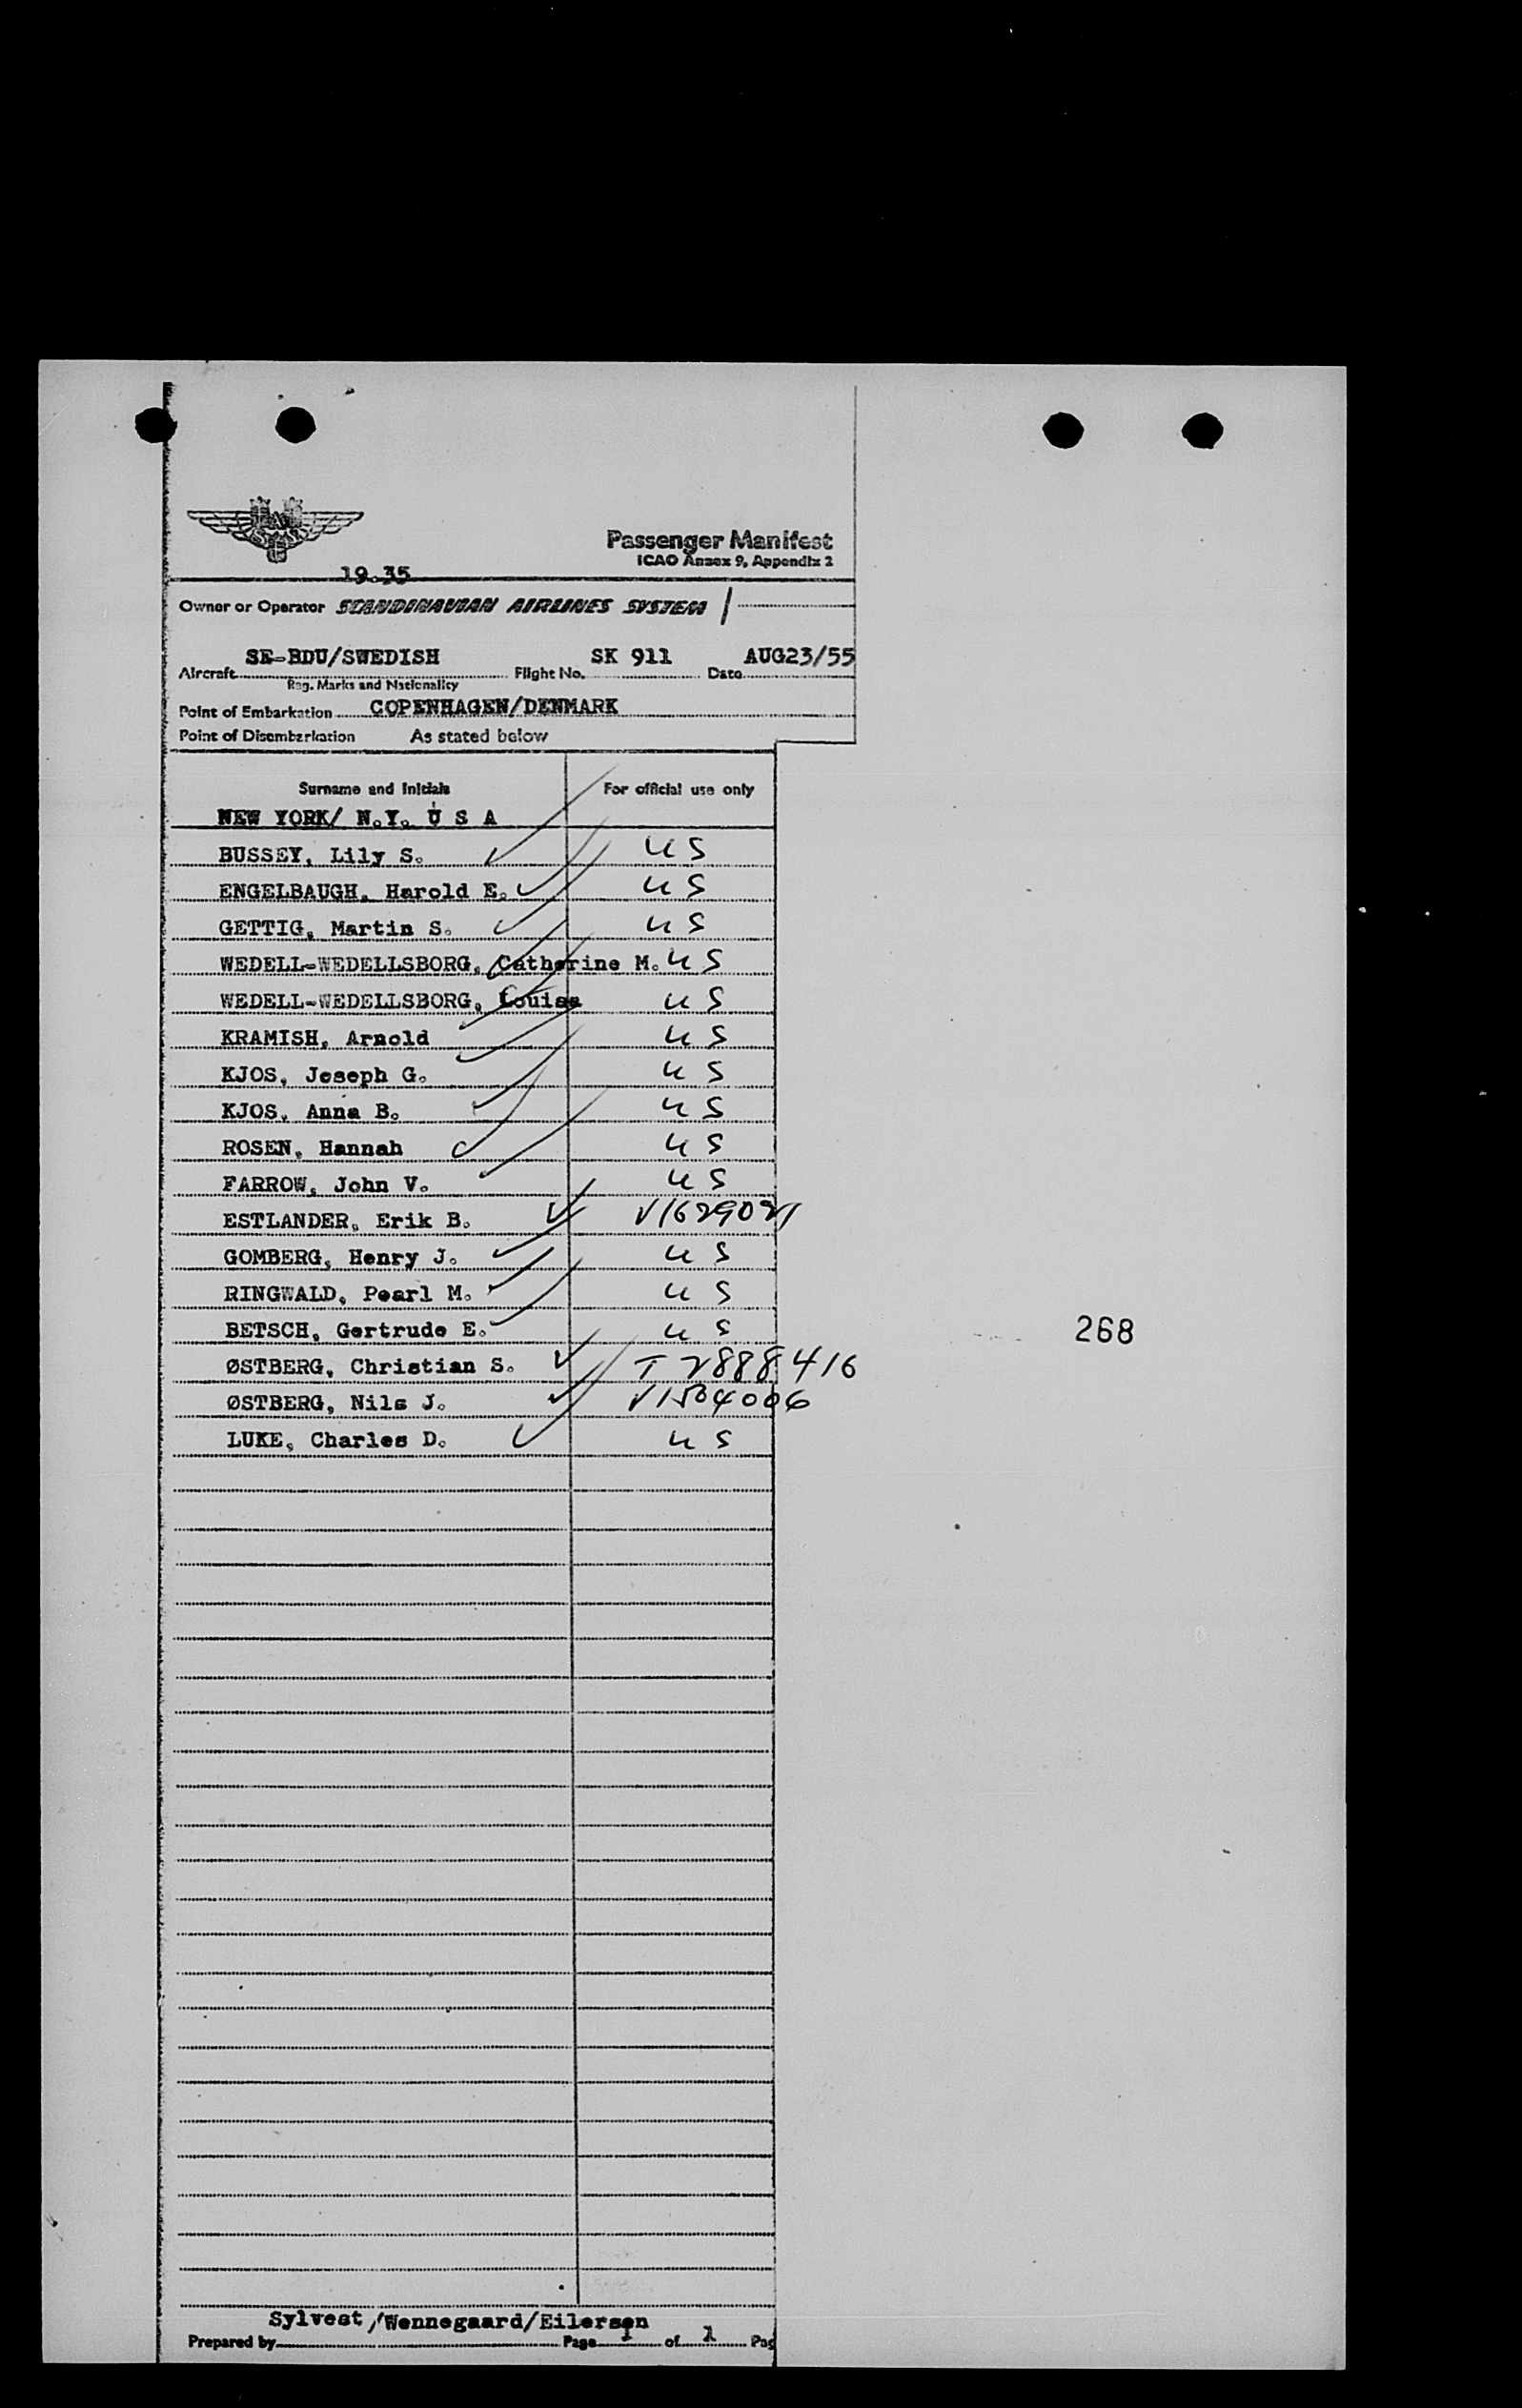 Passenger Manifest
ICAO Annex 9, Appendix 2
19.35
Owner or Operator SCANDINAVIAN AIRLINES SYSTEM
SE-BDU/SWEDISH SK 911 AUG23/55
Aircraft Flight No. Date
Reg. Marks and Nationality
Point of Embarkation COPENHAGEN/DENMARK
Point of Disembarkation As stated below
Surname and Initials For official use only
NEW YORK/ N.Y. U S A
BUSSEY, Lily S. US
ENGELBAUGH, Harold E. US
GETTIG, Martin S. US
WEDELL-WEDELLSBORG, Catherine M. US
WEDELL-WEDELLSBORG, Louisa US
KRAMISH, Arnold US
KJOS, Joseph G. US
KJOS, Anna B. US
ROSEN, Hannah US
FARROW, John V. US
ESTLANDER, Erik B. V1629021
GOMBERG, Henry J. US
RINGWALD, Pearl M. US
BETSCH, Gertrude E. US
268
ØSTBERG, Christian S. T 2888416
ØSTBERG, Nils J. V1504006
LUKE, Charles D. US
Sylvest/Wennegaard/Eilersen
Prepared by Page 1 of 1 Pag